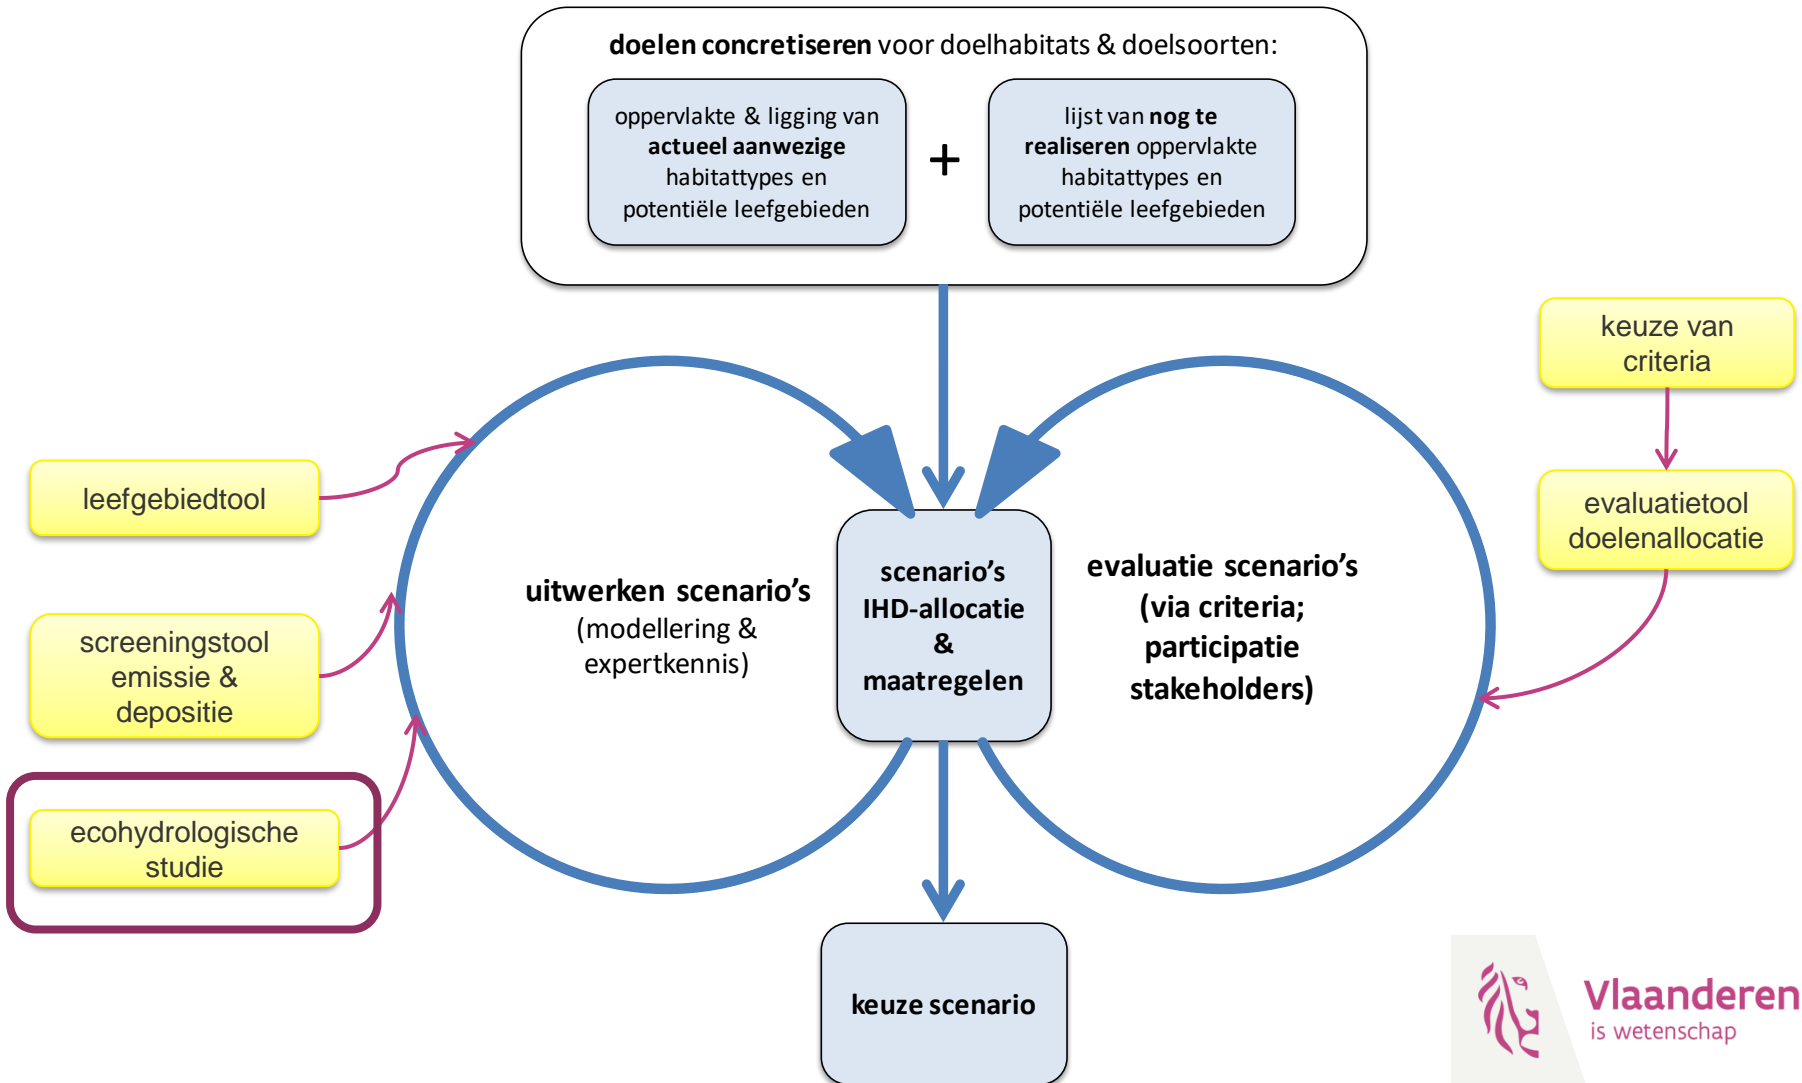 doelen concretiseren voor doelhabitats & doelsoorten:
oppervlakte & ligging van
actueel aanwezige
habitattypes en
potentiële leefgebieden
+
lijst van nog te
realiseren oppervlakte
habitattypes en
potentiële leefgebieden
keuze van
criteria
leefgebiedtool
evaluatietool
doelenallocatie
uitwerken scenario’s
(modellering &
expertkennis)
scenario’s
IHD-allocatie
&
maatregelen
evaluatie scenario’s
(via criteria;
participatie
stakeholders)
screeningstool
emissie &
depositie
ecohydrologische
studie
keuze scenario
Vlaanderen
is wetenschap